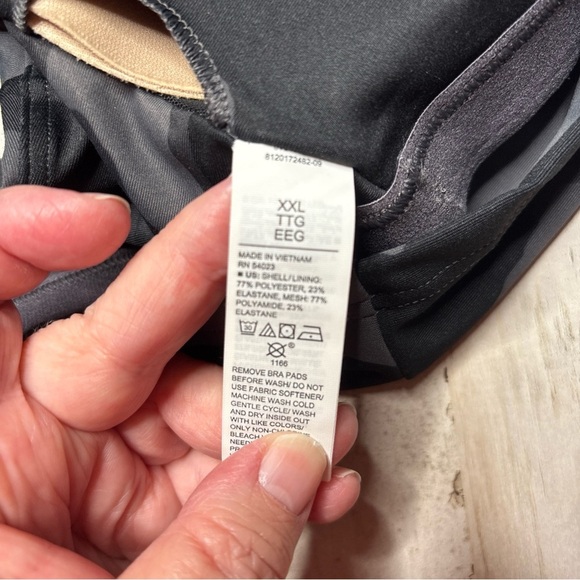 8120172482-09
XXL
TTG
EEG
MADE IN VIETNAM
RN 54023
■ US: SHELL/LINING:
77% POLYESTER, 23%
ELASTANE, MESH: 77%
POLYAMIDE, 23%
ELASTANE
30
1166
REMOVE BRA PADS
BEFORE WASH/ DO NOT
USE FABRIC SOFTENER/
MACHINE WASH COLD
GENTLE CYCLE/ WASH
AND DRY INSIDE OUT
WITH LIKE COLORS/
ONLY
BLEACH